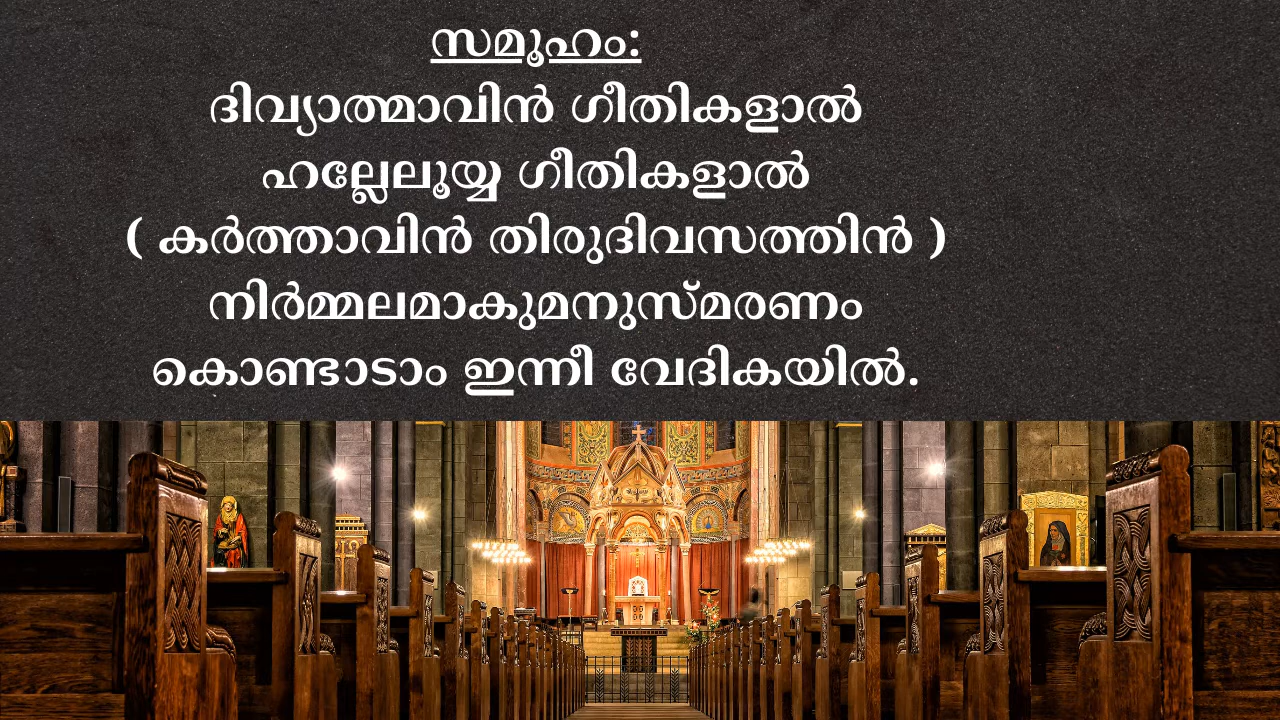 സമൂഹം:
ദിവ്യാത്മാവിൻ ഗീതികളാൽ
ഹല്ലേലൂയ്യ ഗീതികളാൽ
( കർത്താവിൻ തിരുദിവസത്തിൻ )
നിർമ്മലമാകുമനുസ്മരണം
കൊണ്ടാടാം ഇന്നീ വേദികയിൽ.